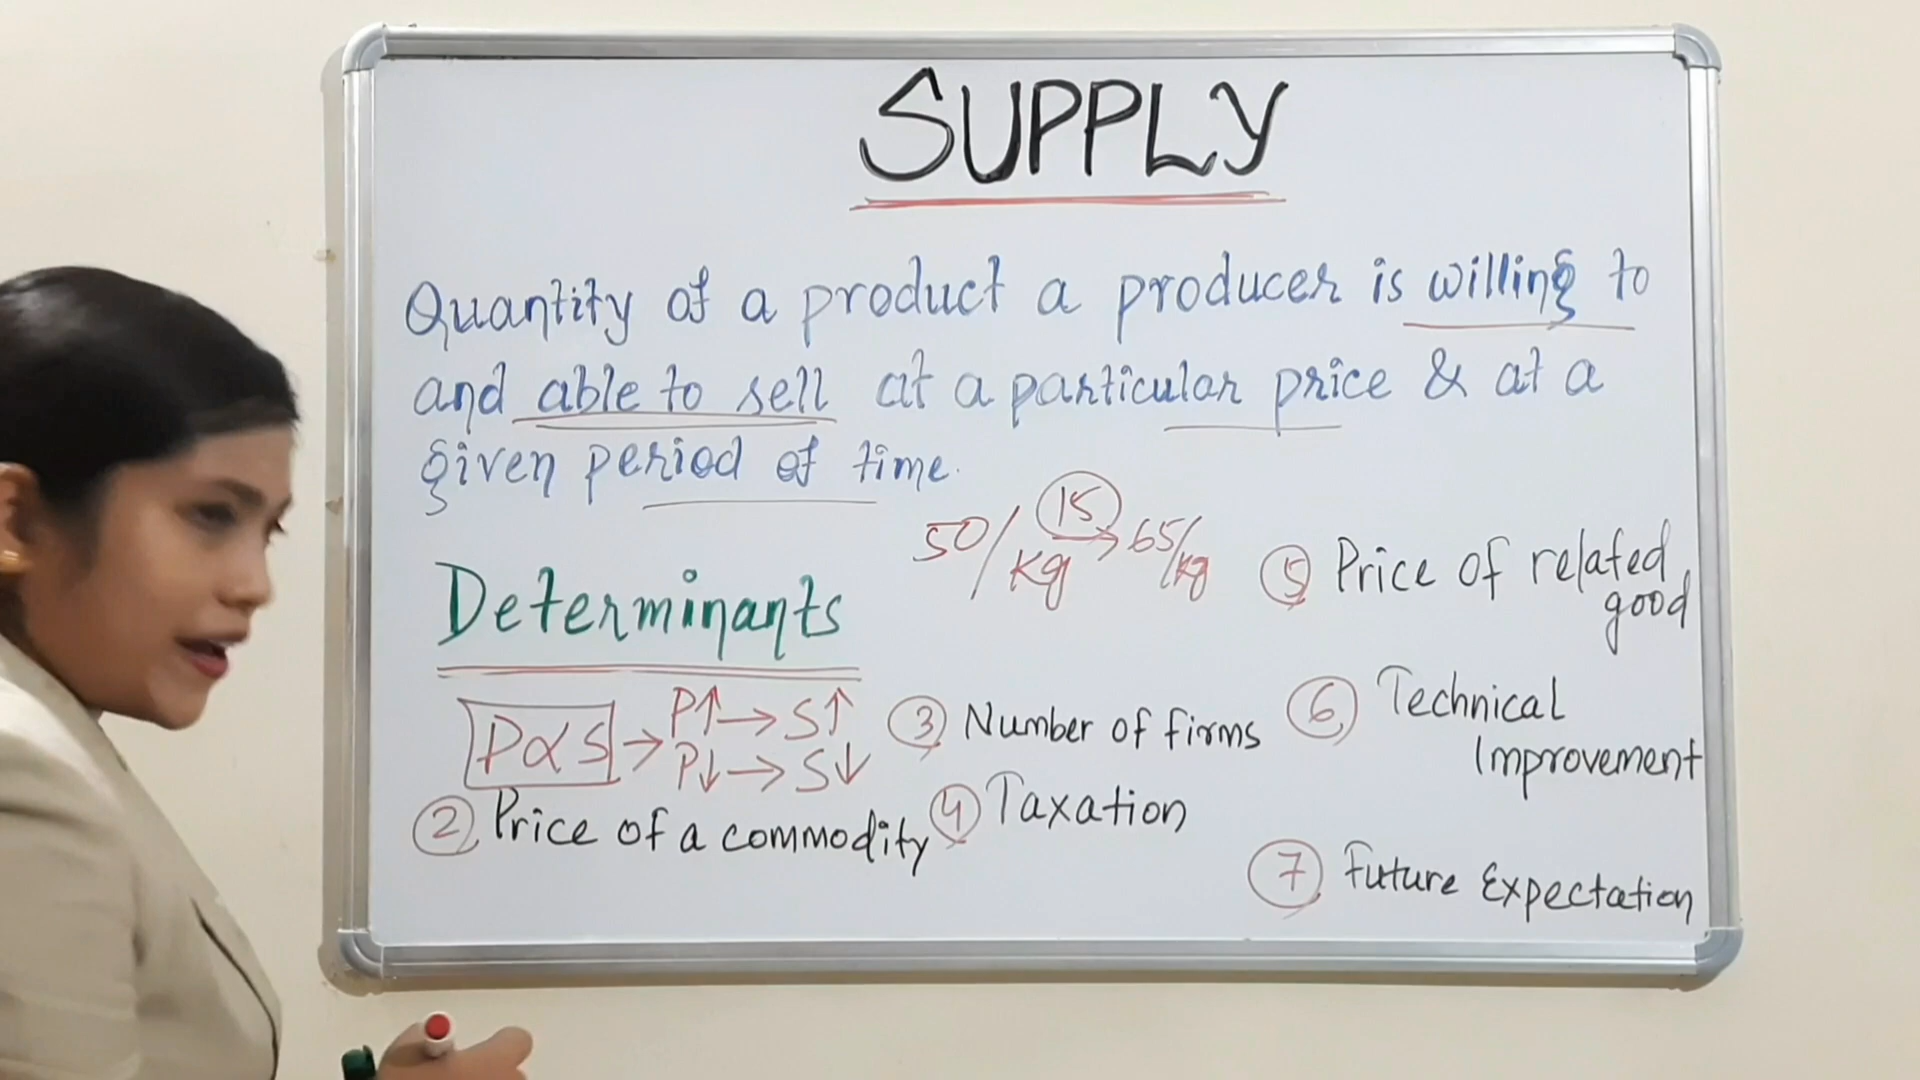 SUPPLY
Quantity of a product a producer is willing to
and able to sell at a particular price & at a
given period of time.
50/kg 15 → 65/kg
Determinants
P∝S → P↑ → S↑
P↓ → S↓
② Price of a commodity
③ Number of firms
④ Taxation
⑤ Price of related
good
⑥ Technical
Improvement
⑦ Future Expectation